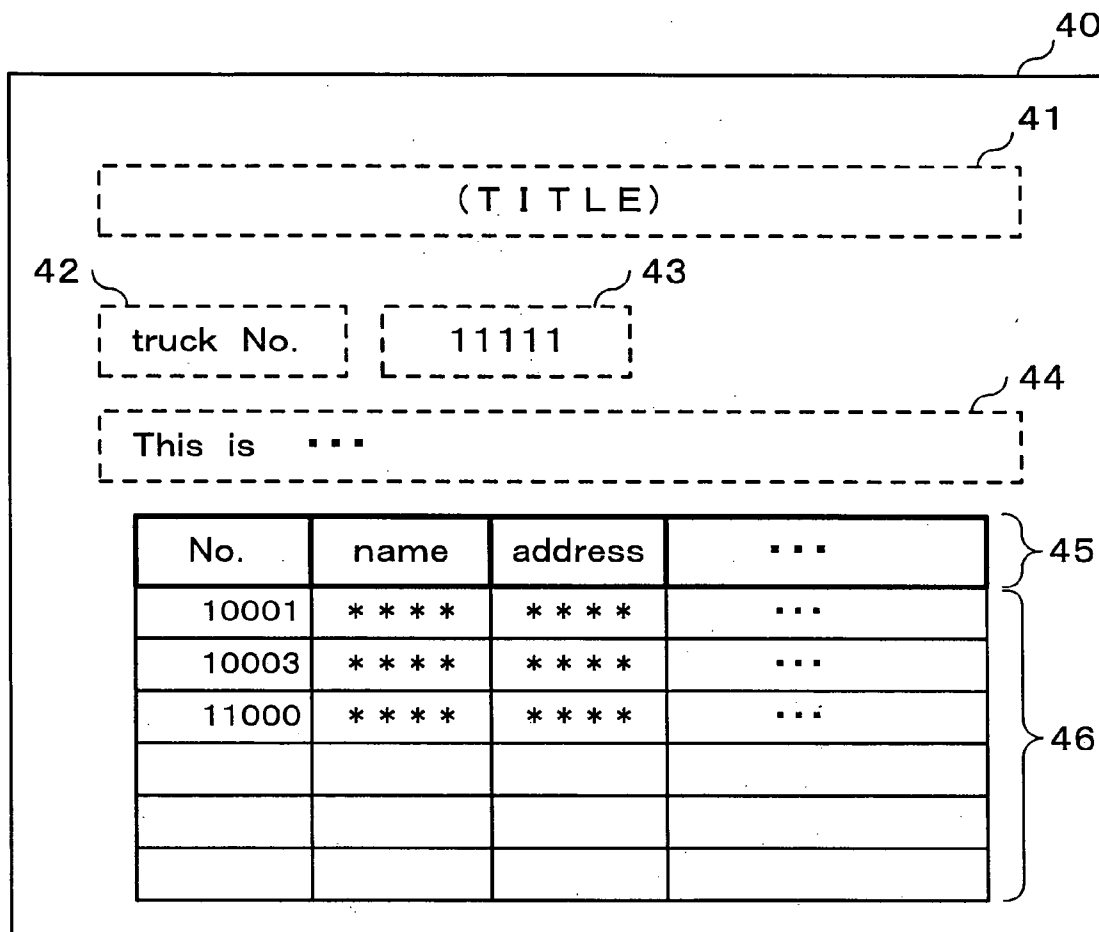 40
41
(TITLE)
42
43
truck No.
11111
44
This is ･･･
No. name address ･･･
45
10001 **** **** ･･･
10003 **** **** ･･･
11000 **** **** ･･･
46